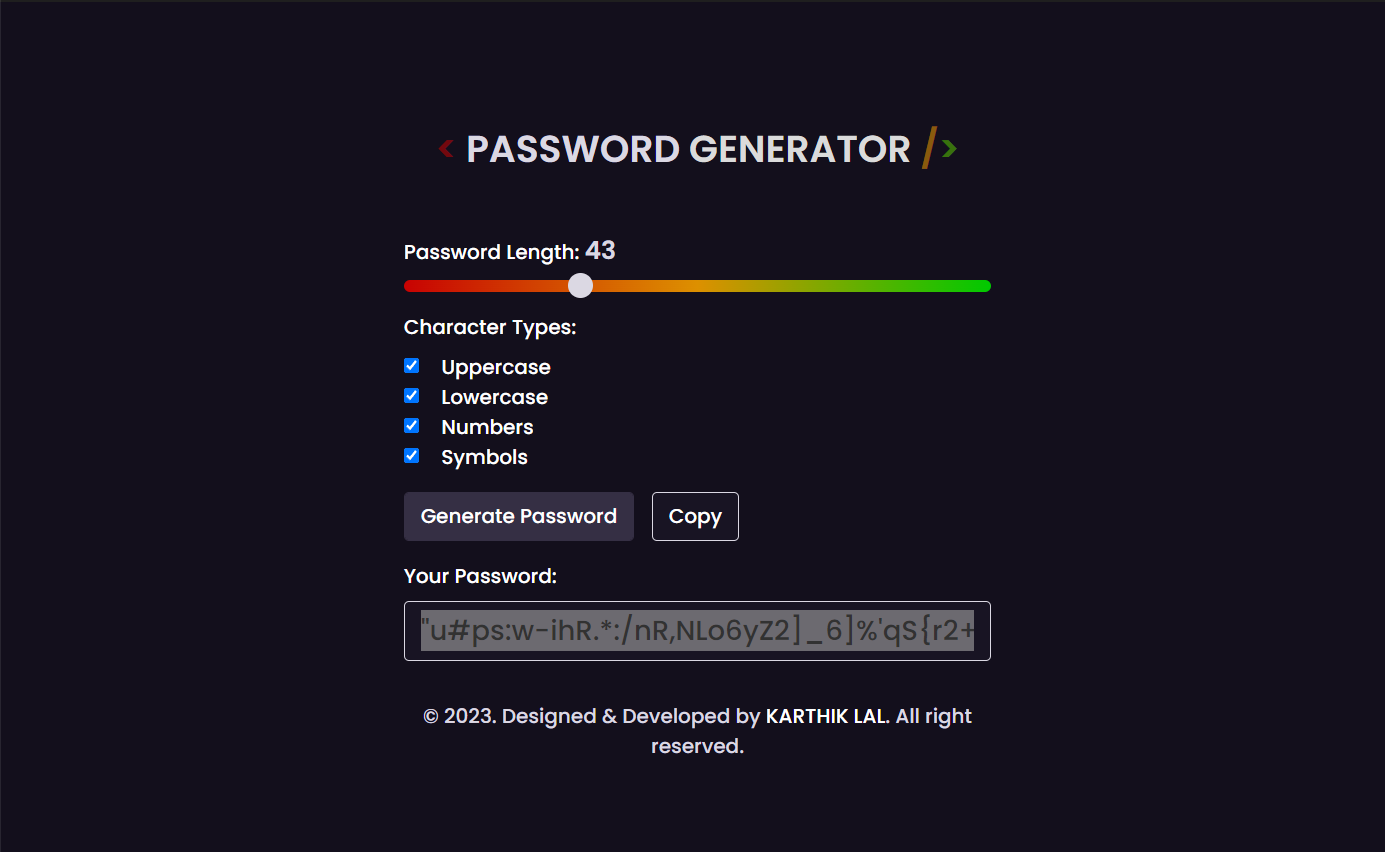 < PASSWORD GENERATOR />
Password Length: 43
Character Types:
Uppercase
Lowercase
Numbers
Symbols
Generate Password
Copy
Your Password:
"u#ps:w-ihR.*:/nR,NLo6yZ2]_6]%'qS{r2+
© 2023. Designed & Developed by KARTHIK LAL. All right
reserved.